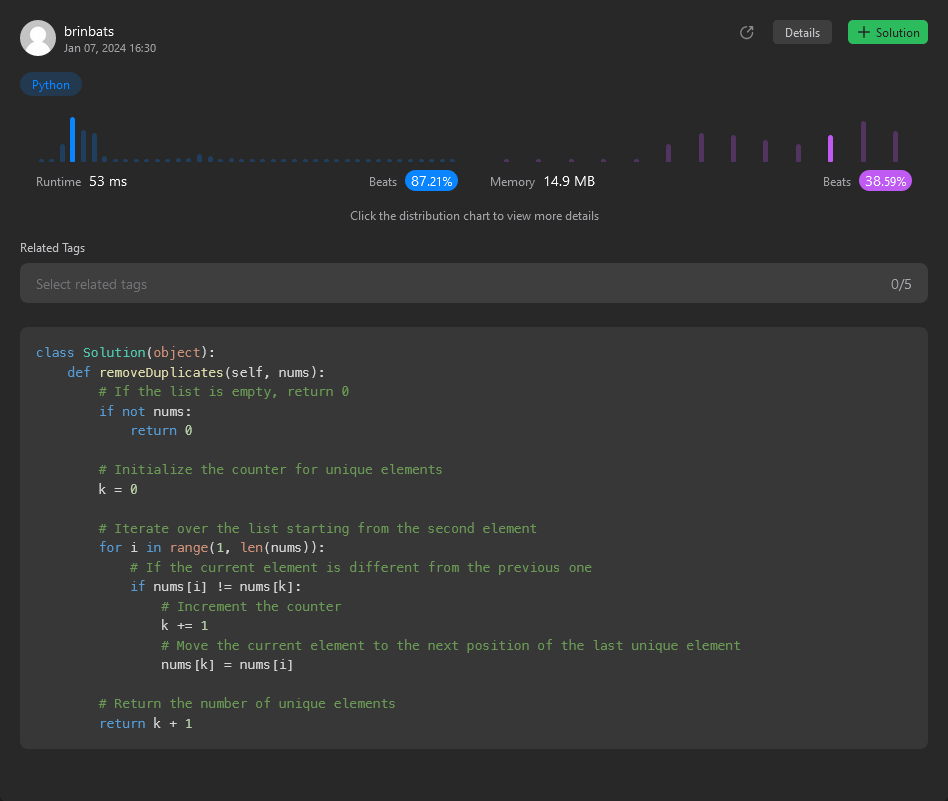 brinbats
Jan 07, 2024 16:30
Details
Solution
Python
Runtime 53 ms
Beats 87.21%
Memory 14.9 MB
Beats 38.59%
Click the distribution chart to view more details
Related Tags
Select related tags
0/5
class Solution(object):
    def removeDuplicates(self, nums):
        # If the list is empty, return 0
        if not nums:
            return 0

        # Initialize the counter for unique elements
        k = 0

        # Iterate over the list starting from the second element
        for i in range(1, len(nums)):
            # If the current element is different from the previous one
            if nums[i] != nums[k]:
                # Increment the counter
                k += 1
                # Move the current element to the next position of the last unique element
                nums[k] = nums[i]

        # Return the number of unique elements
        return k + 1